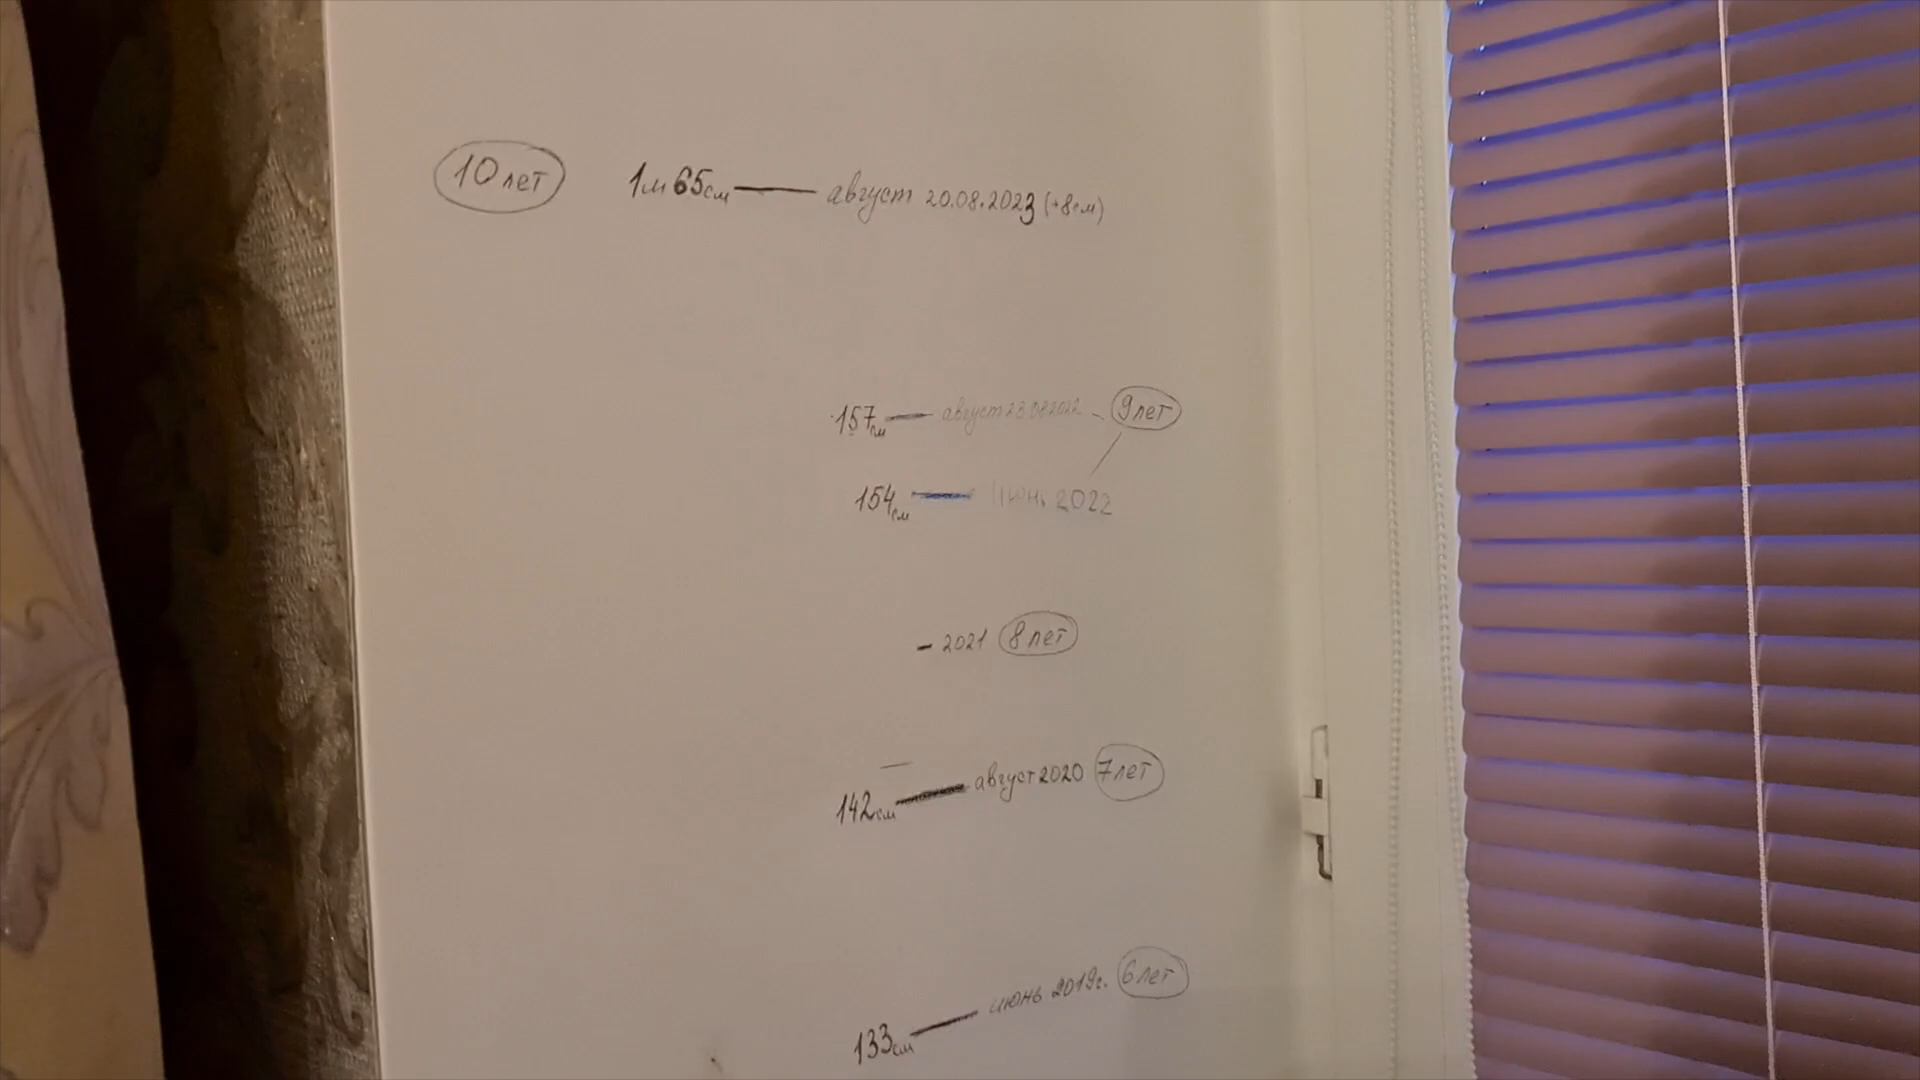 10 лет 1м 65см — август 20.08.2023 (+8см)
157см — август 23.08.2022 - 9 лет
154см — Июнь 2022
- 2021 8 лет
142см — август 2020 7 лет
133см — июнь 2019г. 6 лет